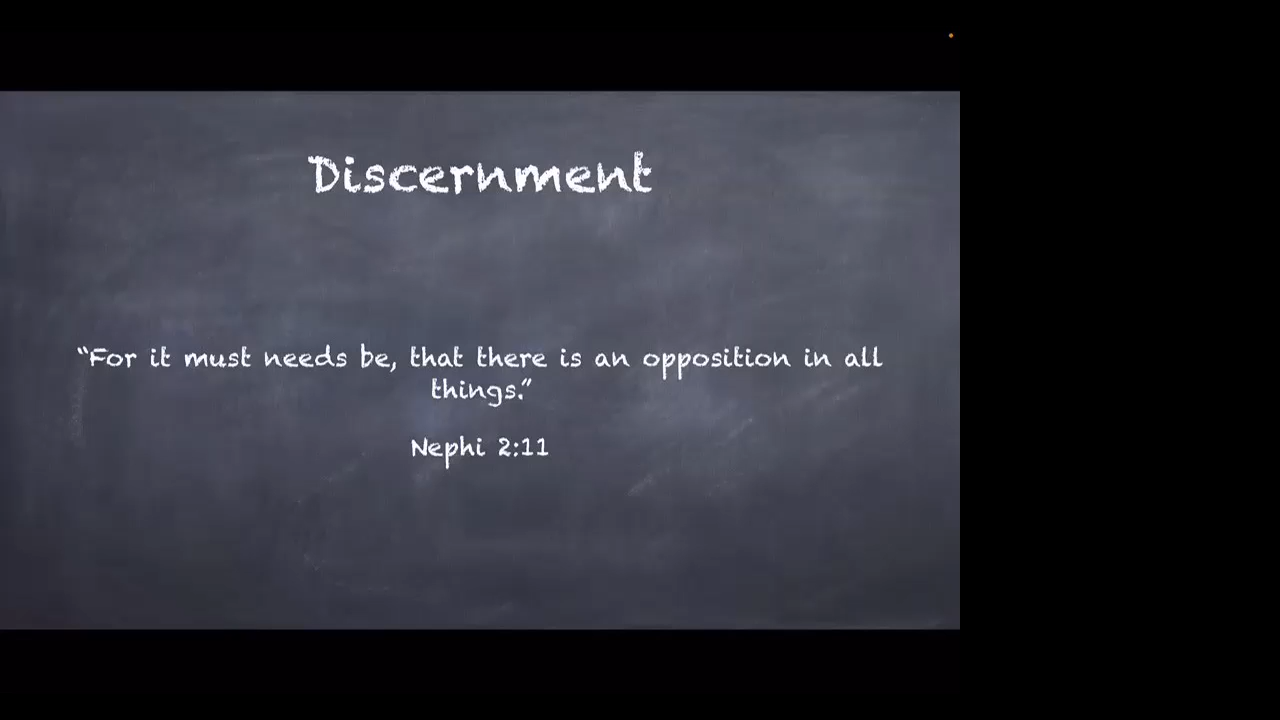 Discernment
“For it must needs be, that there is an opposition in all
things.”
Nephi 2:11